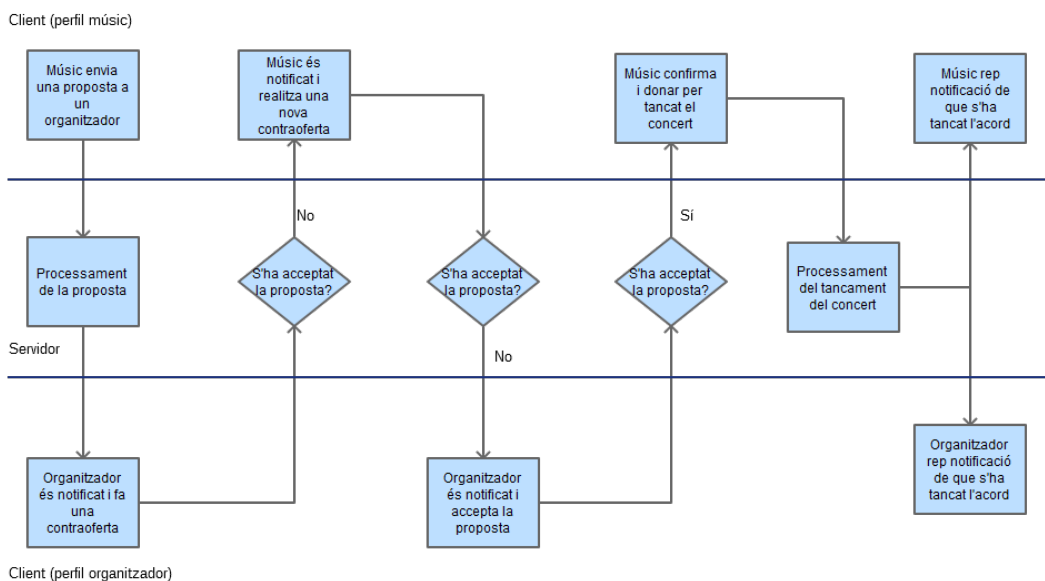 Client (perfil músic)
Músic envia
una proposta a
un
organitzador
Músic és
notificat i
realitza una
nova
contraoferta
Músic confirma
i donar per
tancat el
concert
Músic rep
notificació de
que s'ha
tancat l'acord
No
Sí
Processament
de la proposta
S'ha acceptat
la proposta?
S'ha acceptat
la proposta?
S'ha acceptat
la proposta?
Processament
del tancament
del concert
Servidor
No
Organitzador
és notificat i fa
una
contraoferta
Organitzador
és notificat i
accepta la
proposta
Organitzador
rep notificació
de que s'ha
tancat l'acord
Client (perfil organitzador)